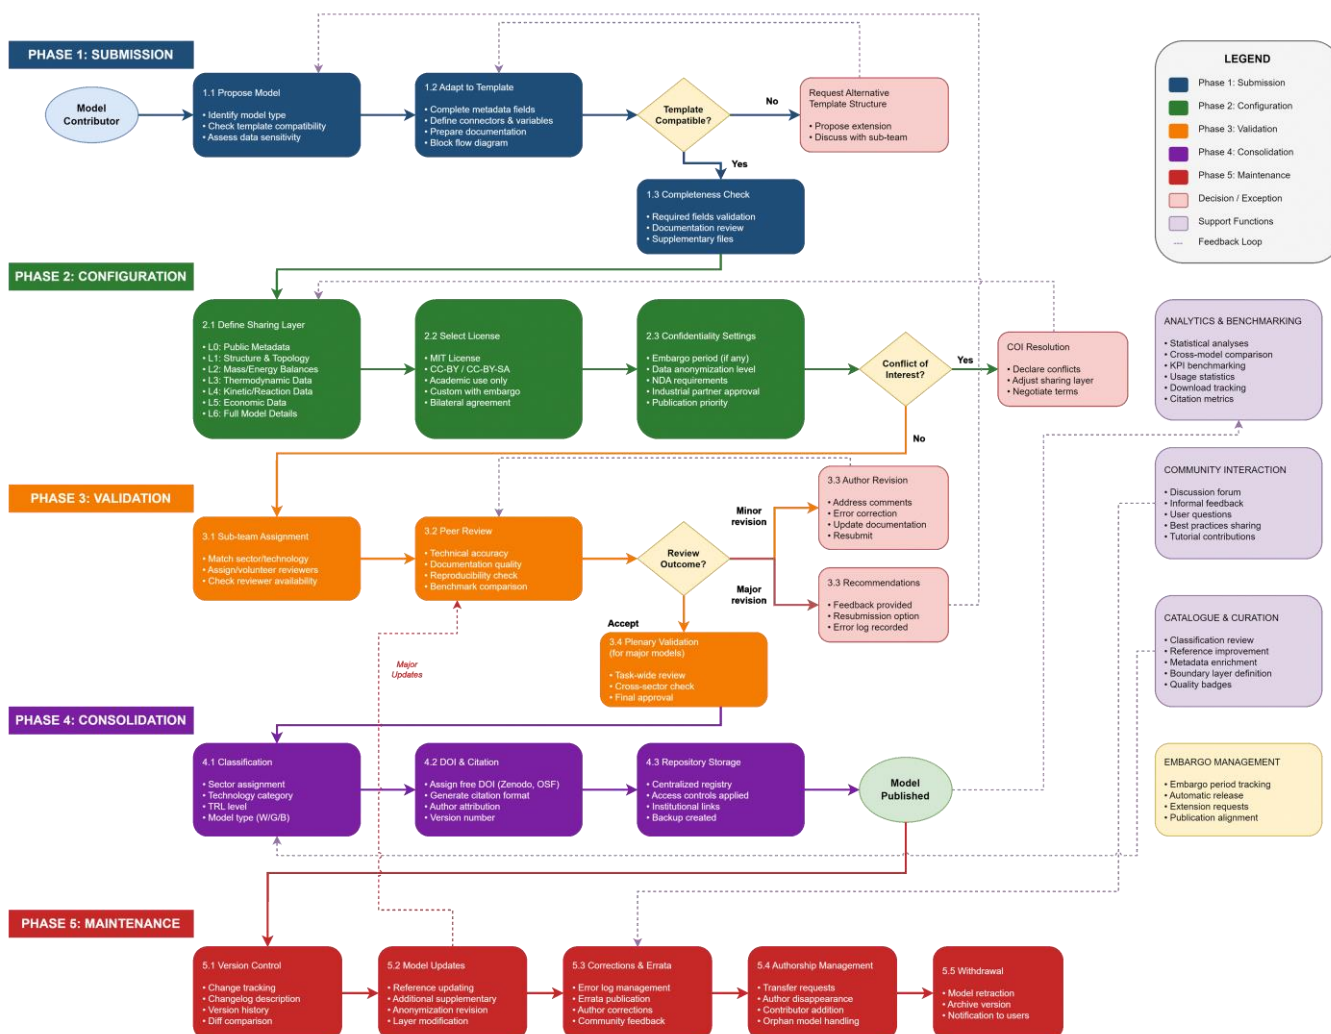 PHASE 1: SUBMISSION
Model
Contributor
1.1 Propose Model
• Identify model type
• Check template compatibility
• Assess data sensitivity
1.2 Adapt to Template
• Complete metadata fields
• Define connectors & variables
• Prepare documentation
• Block flow diagram
Template
Compatible?
No
Yes
Request Alternative
Template Structure
• Propose extension
• Discuss with sub-team
1.3 Completeness Check
• Required fields validation
• Documentation review
• Supplementary files
LEGEND
Phase 1: Submission
Phase 2: Configuration
Phase 3: Validation
Phase 4: Consolidation
Phase 5: Maintenance
Decision / Exception
Support Functions
Feedback Loop
PHASE 2: CONFIGURATION
2.1 Define Sharing Layer
• L0: Public Metadata
• L1: Structure & Topology
• L2: Mass/Energy Balances
• L3: Thermodynamic Data
• L4: Kinetic/Reaction Data
• L5: Economic Data
• L6: Full Model Details
2.2 Select License
• MIT License
• CC-BY / CC-BY-SA
• Academic use only
• Custom with embargo
• Bilateral agreement
2.3 Confidentiality Settings
• Embargo period (if any)
• Data anonymization level
• NDA requirements
• Industrial partner approval
• Publication priority
Conflict of
Interest?
Yes
No
COI Resolution
• Declare conflicts
• Adjust sharing layer
• Negotiate terms
ANALYTICS & BENCHMARKING
• Statistical analyses
• Cross-model comparison
• KPI benchmarking
• Usage statistics
• Download tracking
• Citation metrics
PHASE 3: VALIDATION
3.1 Sub-team Assignment
• Match sector/technology
• Assign/volunteer reviewers
• Check reviewer availability
3.2 Peer Review
• Technical accuracy
• Documentation quality
• Reproducibility check
• Benchmark comparison
Review
Outcome?
Minor
revision
Major
revision
Accept
3.3 Author Revision
• Address comments
• Error correction
• Update documentation
• Resubmit
3.3 Recommendations
• Feedback provided
• Resubmission option
• Error log recorded
3.4 Plenary Validation
(for major models)
• Task-wide review
• Cross-sector check
• Final approval
Major
Updates
COMMUNITY INTERACTION
• Discussion forum
• Informal feedback
• User questions
• Best practices sharing
• Tutorial contributions
CATALOGUE & CURATION
• Classification review
• Reference improvement
• Metadata enrichment
• Boundary layer definition
• Quality badges
PHASE 4: CONSOLIDATION
4.1 Classification
• Sector assignment
• Technology category
• TRL level
• Model type (W/G/B)
4.2 DOI & Citation
• Assign free DOI (Zenodo, OSF)
• Generate citation format
• Author attribution
• Version number
4.3 Repository Storage
• Centralized registry
• Access controls applied
• Institutional links
• Backup created
Model
Published
EMBARGO MANAGEMENT
• Embargo period tracking
• Automatic release
• Extension requests
• Publication alignment
PHASE 5: MAINTENANCE
5.1 Version Control
• Change tracking
• Changelog description
• Version history
• Diff comparison
5.2 Model Updates
• Reference updating
• Additional supplementary
• Anonymization revision
• Layer modification
5.3 Corrections & Errata
• Error log management
• Errata publication
• Author corrections
• Community feedback
5.4 Authorship Management
• Transfer requests
• Author disappearance
• Contributor addition
• Orphan model handling
5.5 Withdrawal
• Model retraction
• Archive version
• Notification to users